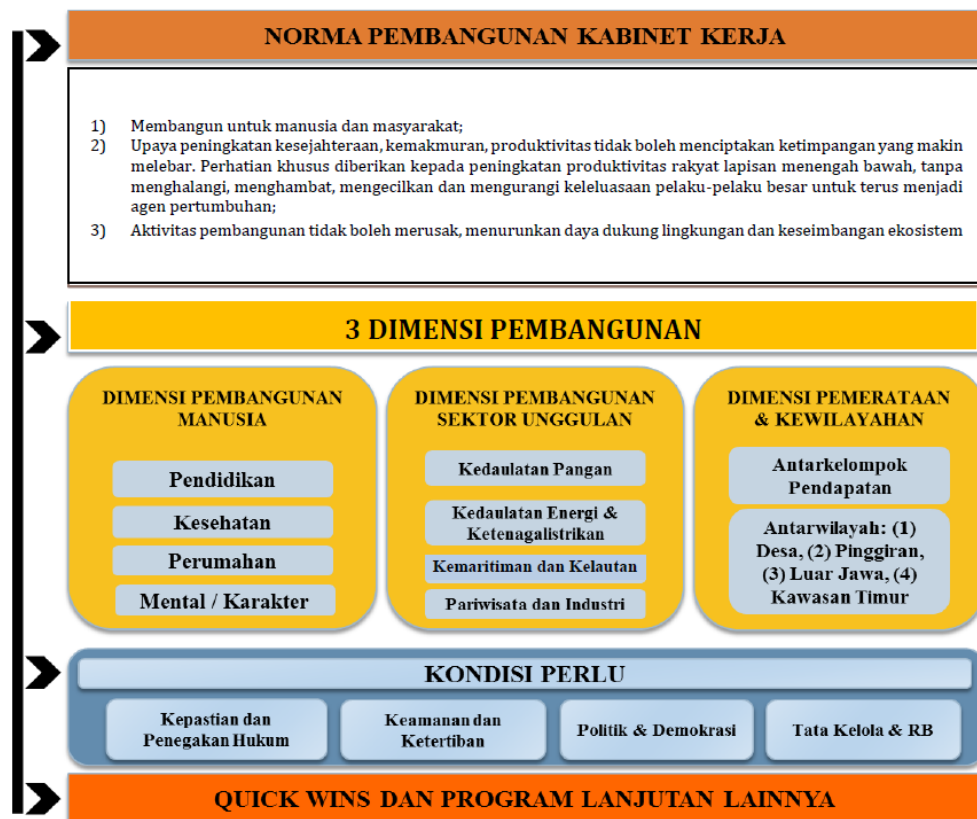 NORMA PEMBANGUNAN KABINET KERJA
1) Membangun untuk manusia dan masyarakat;
2) Upaya peningkatan kesejahteraan, kemakmuran, produktivitas tidak boleh menciptakan ketimpangan yang makin
melebar. Perhatian khusus diberikan kepada peningkatan produktivitas rakyat lapisan menengah bawah, tanpa
menghalangi, menghambat, mengecilkan dan mengurangi keleluasaan pelaku-pelaku besar untuk terus menjadi
agen pertumbuhan;
3) Aktivitas pembangunan tidak boleh merusak, menurunkan daya dukung lingkungan dan keseimbangan ekosistem
3 DIMENSI PEMBANGUNAN
DIMENSI PEMBANGUNAN
MANUSIA
Pendidikan
Kesehatan
Perumahan
Mental / Karakter
DIMENSI PEMBANGUNAN
SEKTOR UNGGULAN
Kedaulatan Pangan
Kedaulatan Energi &
Ketenagalistrikan
Kemaritiman dan Kelautan
Pariwisata dan Industri
DIMENSI PEMERATAAN
& KEWILAYAHAN
Antarkelompok
Pendapatan
Antarwilayah: (1)
Desa, (2) Pinggiran,
(3) Luar Jawa, (4)
Kawasan Timur
KONDISI PERLU
Kepastian dan
Penegakan Hukum
Keamanan dan
Ketertiban
Politik & Demokrasi
Tata Kelola & RB
QUICK WINS DAN PROGRAM LANJUTAN LAINNYA